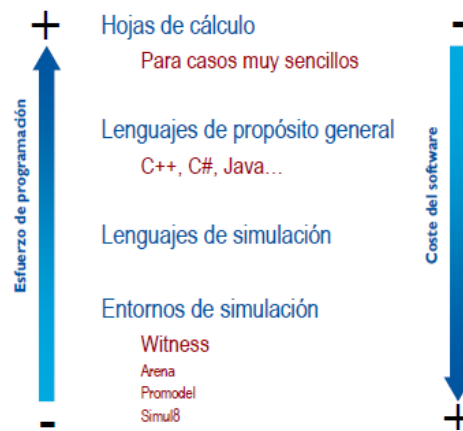 +
Hojas de cálculo
-
Para casos muy sencillos
Esfuerzo de programación
Lenguajes de propósito general
C++, C#, Java...
Coste del software
Lenguajes de simulación
Entornos de simulación
Witness
Arena
Promodel
Simul8
-
+